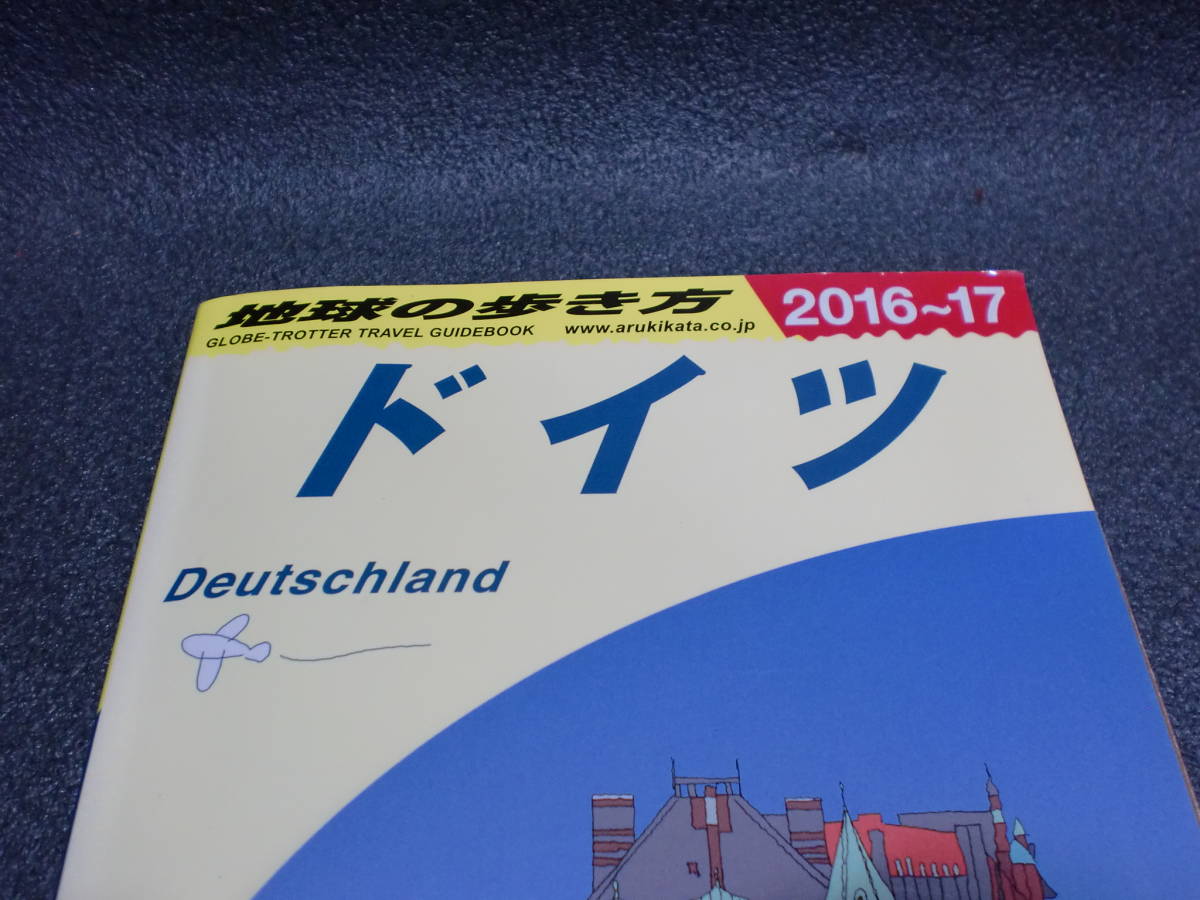 地球の歩き方
2016~17
GLOBE-TROTTER TRAVEL GUIDEBOOK www.arukikata.co.jp
ドイツ
Deutschland